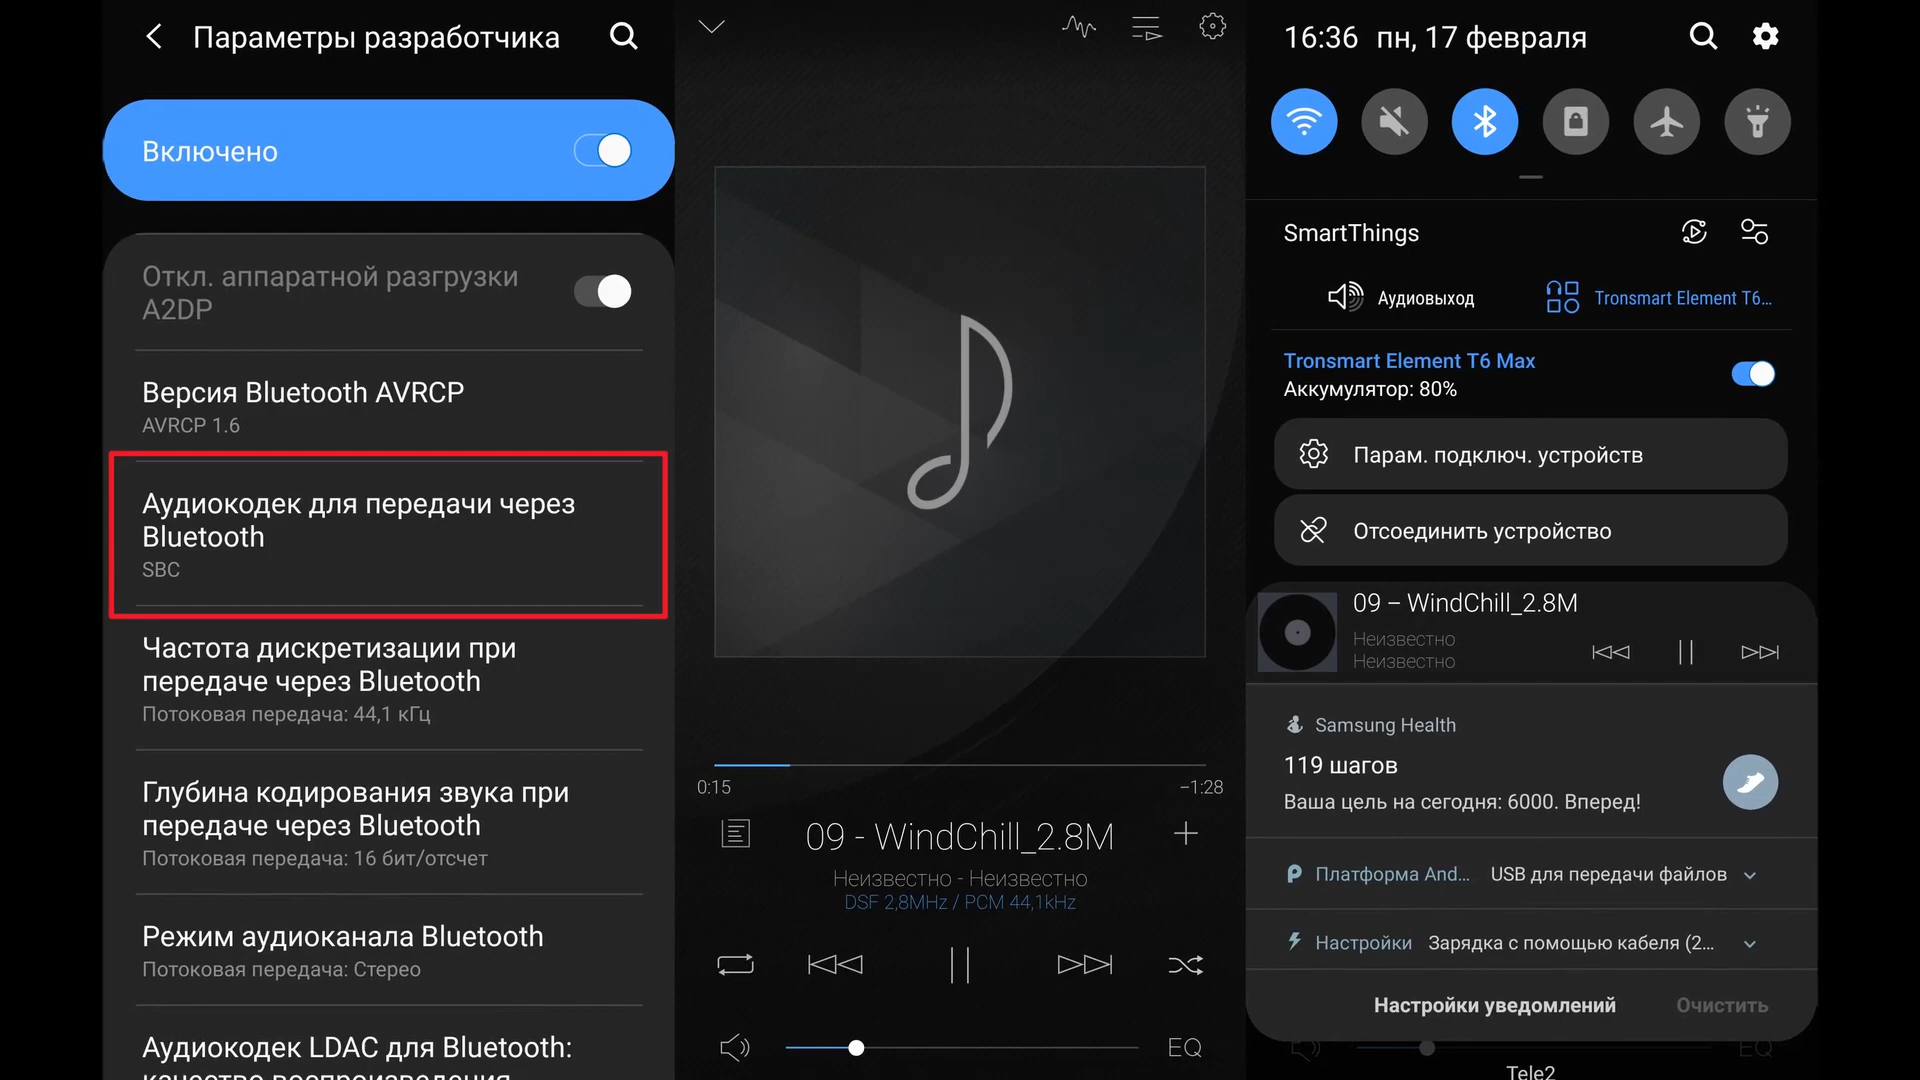 Параметры разработчика
Включено
Откл. аппаратной разгрузки
A2DP
Версия Bluetooth AVRCP
AVRCP 1.6
Аудиокодек для передачи через
Bluetooth
SBC
Частота дискретизации при
передаче через Bluetooth
Потоковая передача: 44,1 кГц
Глубина кодирования звука при
передаче через Bluetooth
Потоковая передача: 16 бит/отсчет
Режим аудиоканала Bluetooth
Потоковая передача: Стерео
Аудиокодек LDAC для Bluetooth:
качество воспроизведения
0:15
–1:28
09 - WindChill_2.8M
Неизвестно - Неизвестно
DSF 2,8MHz / PCM 44,1kHz
EQ
16:36 пн, 17 февраля
SmartThings
Аудиовыход
Tronsmart Element T6...
Tronsmart Element T6 Max
Аккумулятор: 80%
Парам. подключ. устройств
Отсоединить устройство
09 – WindChill_2.8M
Неизвестно
Неизвестно
Samsung Health
119 шагов
Ваша цель на сегодня: 6000. Вперед!
Платформа And... USB для передачи файлов
Настройки Зарядка с помощью кабеля (2...
Настройки уведомлений
Очистить
EQ
Tele2